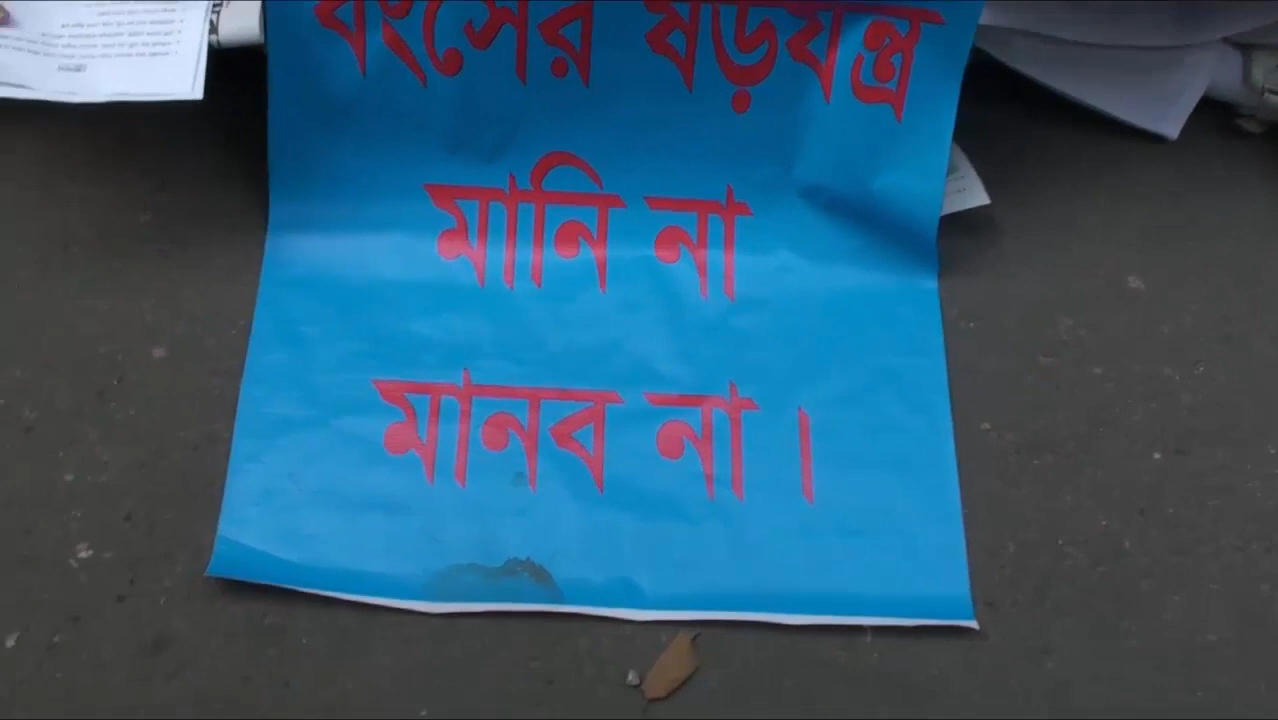 ধ্বংসের ষড়যন্ত্র
মানি না
মানব না।